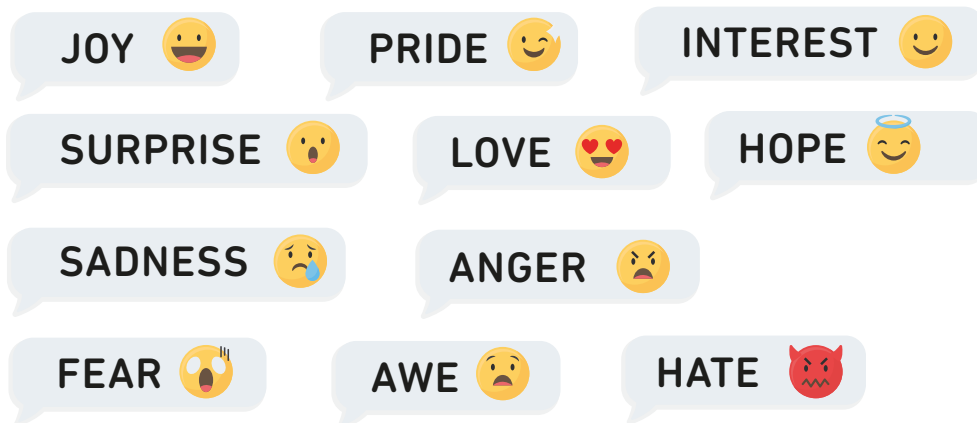 JOY
PRIDE
INTEREST
SURPRISE
LOVE
HOPE
SADNESS
ANGER
FEAR
AWE
HATE